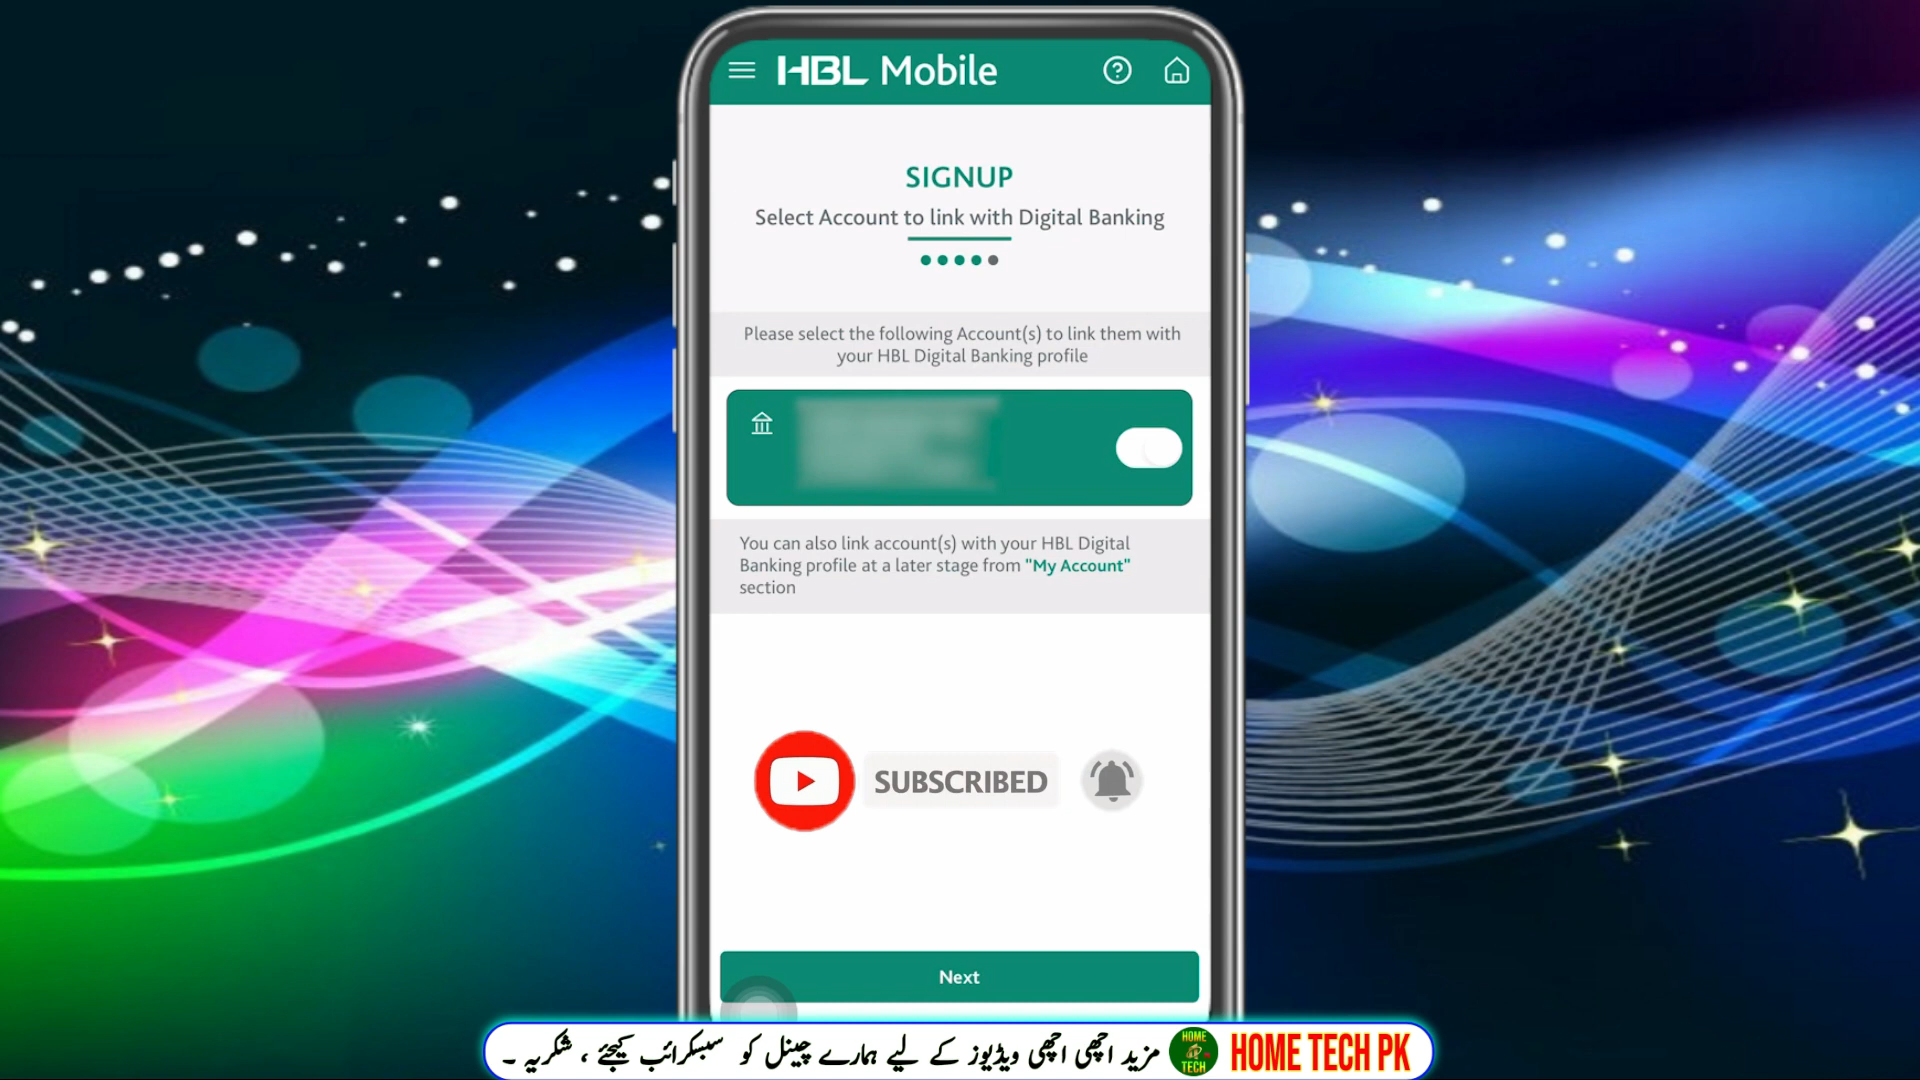 HBL Mobile
SIGNUP
Select Account to link with Digital Banking
Please select the following Account(s) to link them with
your HBL Digital Banking profile
You can also link account(s) with your HBL Digital
Banking profile at a later stage from "My Account"
section
SUBSCRIBED
Next
مزید اچھی اچھی ویڈیوز کے لیے ہمارے چینل کو سبسکرائب کیجئے ، شکریہ ۔
HOME
TECH
HOME TECH PK